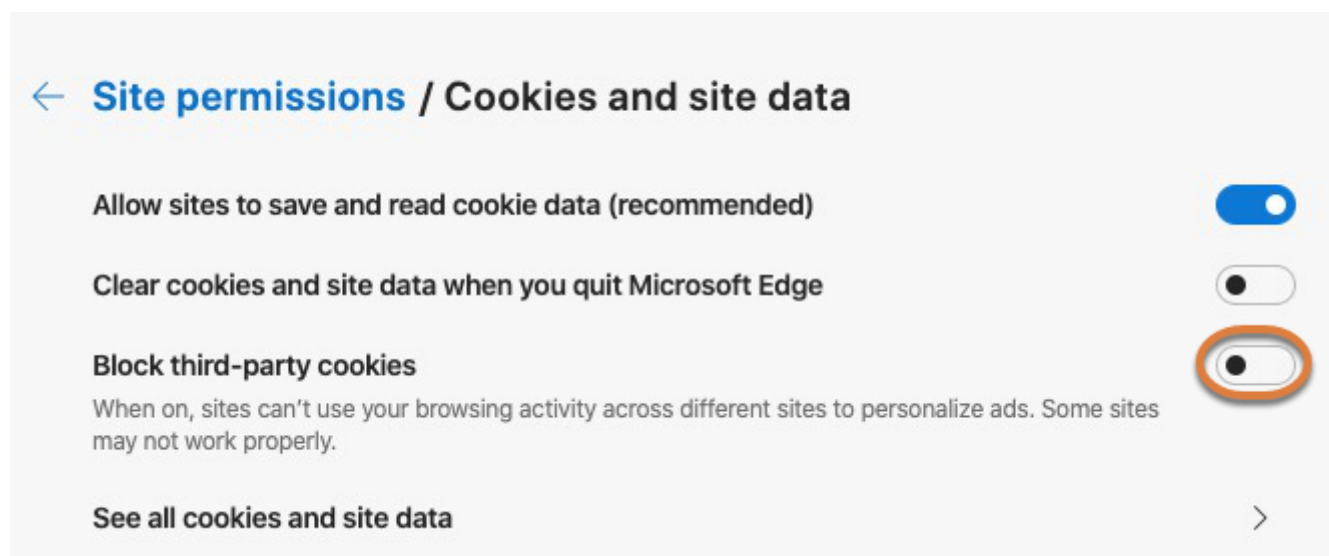 Site permissions / Cookies and site data
Allow sites to save and read cookie data (recommended)
Clear cookies and site data when you quit Microsoft Edge
Block third-party cookies
When on, sites can't use your browsing activity across different sites to personalize ads. Some sites
may not work properly.
See all cookies and site data